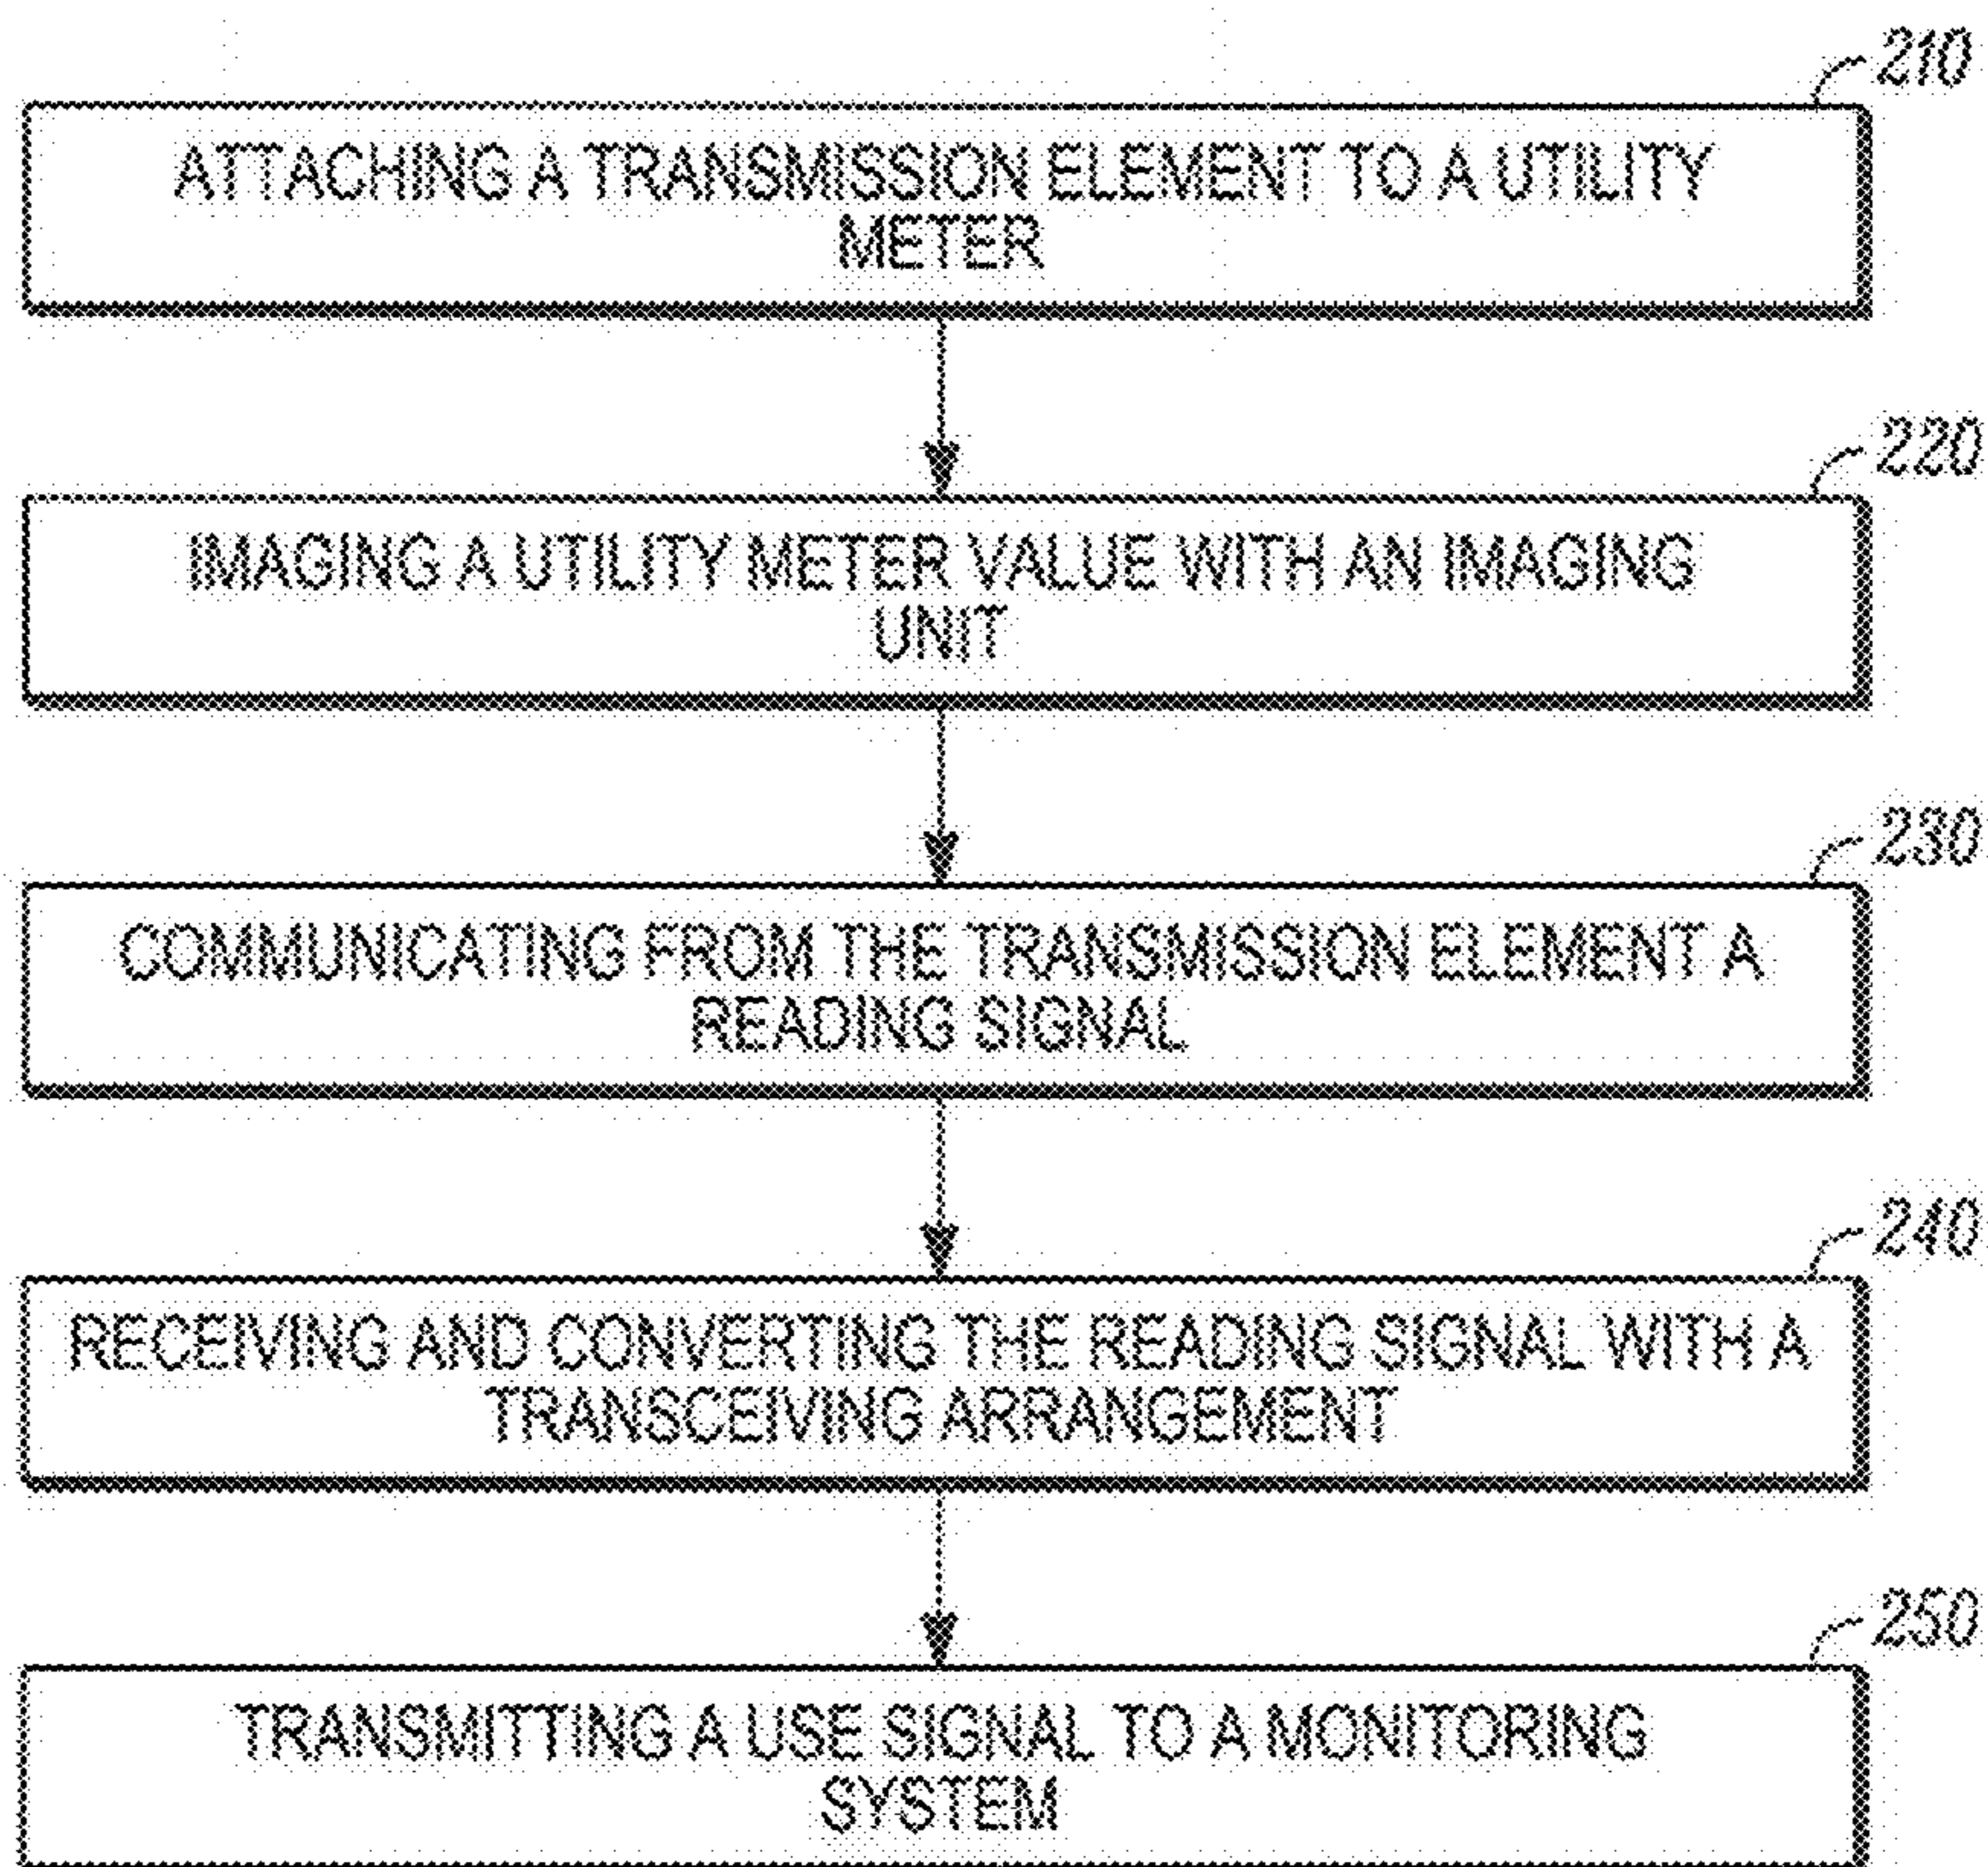 210
ATTACHING A TRANSMISSION ELEMENT TO A UTILITY
METER
220
IMAGING A UTILITY METER VALUE WITH AN IMAGING
UNIT
230
COMMUNICATING FROM THE TRANSMISSION ELEMENT A
READING SIGNAL
240
RECEIVING AND CONVERTING THE READING SIGNAL WITH A
TRANSCEIVING ARRANGEMENT
250
TRANSMITTING A USE SIGNAL TO A MONITORING
SYSTEM